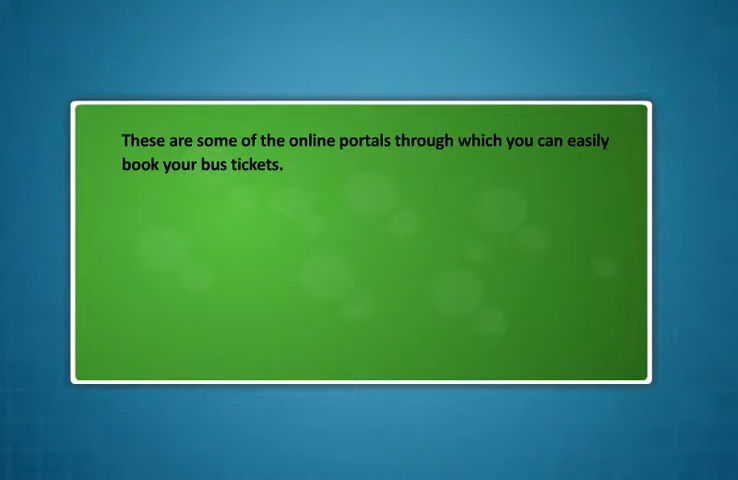 These are some of the online portals through which you can easily
book your bus tickets.